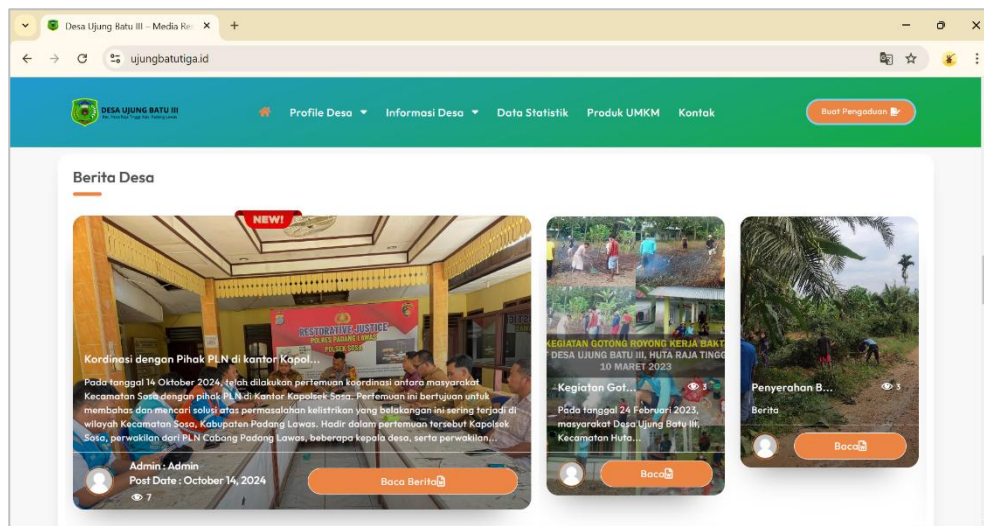 Desa Ujung Batu III – Media Re
ujungbatutiga.id
DESA UJUNG BATU III
Profile Desa
Informasi Desa
Data Statistik
Produk UMKM
Kontak
Buat Pengaduan
Berita Desa
NEW!
RESTORATIVE JUSTICE
POLRES PADANG LAWAS
POLSEK SOSA
Kordinasi dengan Pihak PLN di kantor Kapol...
Pada tanggal 14 Oktober 2024, telah dilakukan pertemuan koordinasi antara masyarakat
Kecamatan Sosa dengan pihak PLN di Kantor Kapolsek Sosa. Pertemuan ini bertujuan untuk
membahas dan mencari solusi atas permasalahan kelistrikan yang belakangan ini sering terjadi di
wilayah Kecamatan Sosa, Kabupaten Padang Lawas. Hadir dalam pertemuan tersebut Kapolsek
Sosa, perwakilan dari PLN Cabang Padang Lawas, beberapa kepala desa, serta perwakilan...
Admin : Admin
Post Date : October 14, 2024
7
Baca Berita
KEGIATAN GOTONG ROYONG KERJA BAKT
DESA UJUNG BATU III, HUTA RAJA TINGG
10 MARET 2023
Kegiatan Got...
3
Pada tanggal 24 Februari 2023,
masyarakat Desa Ujung Batu III,
Kecamatan Huta...
Baca
Penyerahan B...
3
Berita
Baca